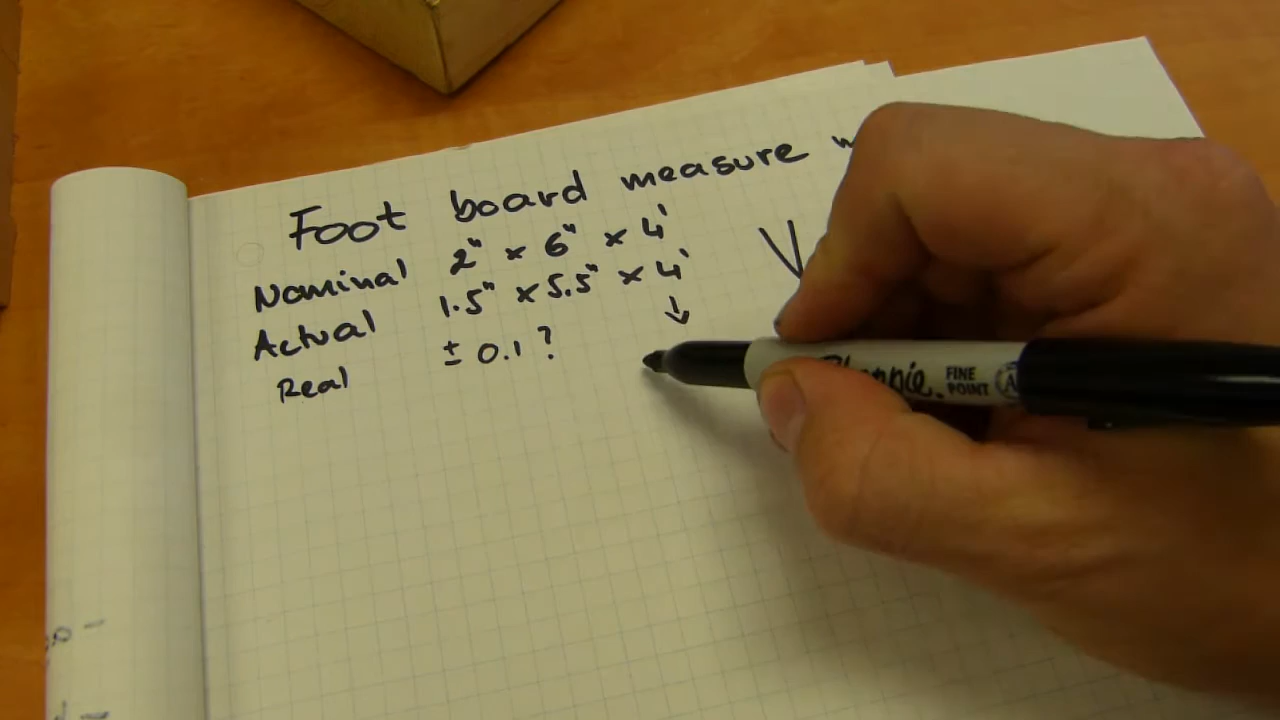 Foot board measure
Nominal 2" x 6" x 4'
Actual 1.5" x 5.5" x 4'
Real ± 0.1 ?
↓
V
Sharpie. FINE POINT